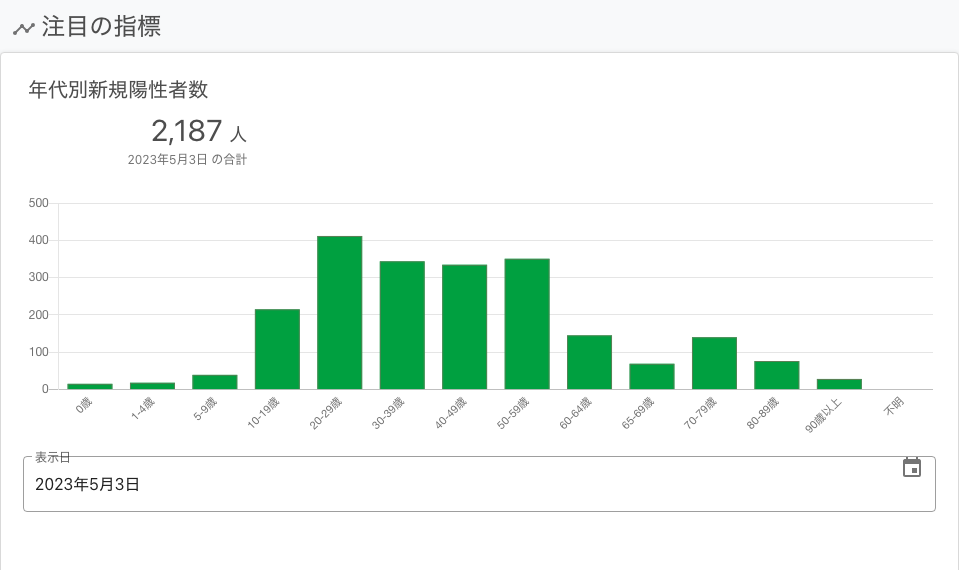 注目の指標
年代別新規陽性者数
2,187 人
2023年5月3日 の合計
500
400
300
200
100
0
0歳
1-4歳
5-9歳
10-19歳
20-29歳
30-39歳
40-49歳
50-59歳
60-64歳
65-69歳
70-79歳
80-89歳
90歳以上
不明
表示日
2023年5月3日